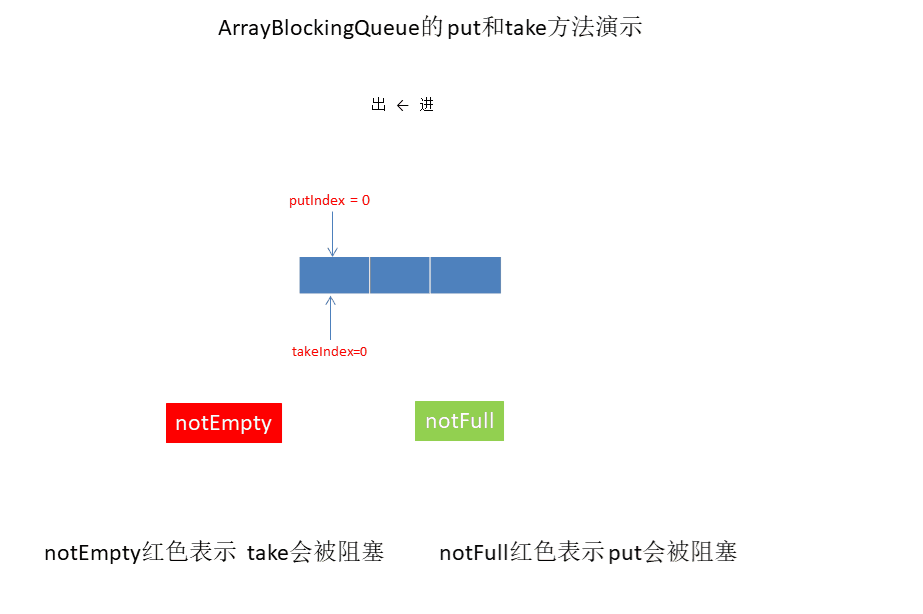 ArrayBlockingQueue的put和take方法演示
出 ← 进
putIndex = 0
takeIndex=0
notEmpty
notFull
notEmpty红色表示 take会被阻塞
notFull红色表示put会被阻塞